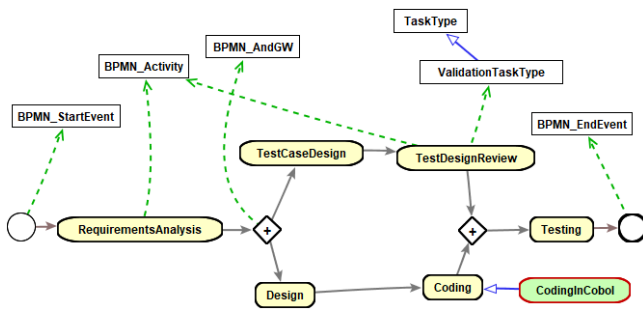 TaskType
BPMN_AndGW
BPMN_Activity
ValidationTaskType
BPMN_StartEvent
BPMN_EndEvent
TestCaseDesign
TestDesignReview
RequirementsAnalysis
+
+
Testing
Design
Coding
CodingInCobol